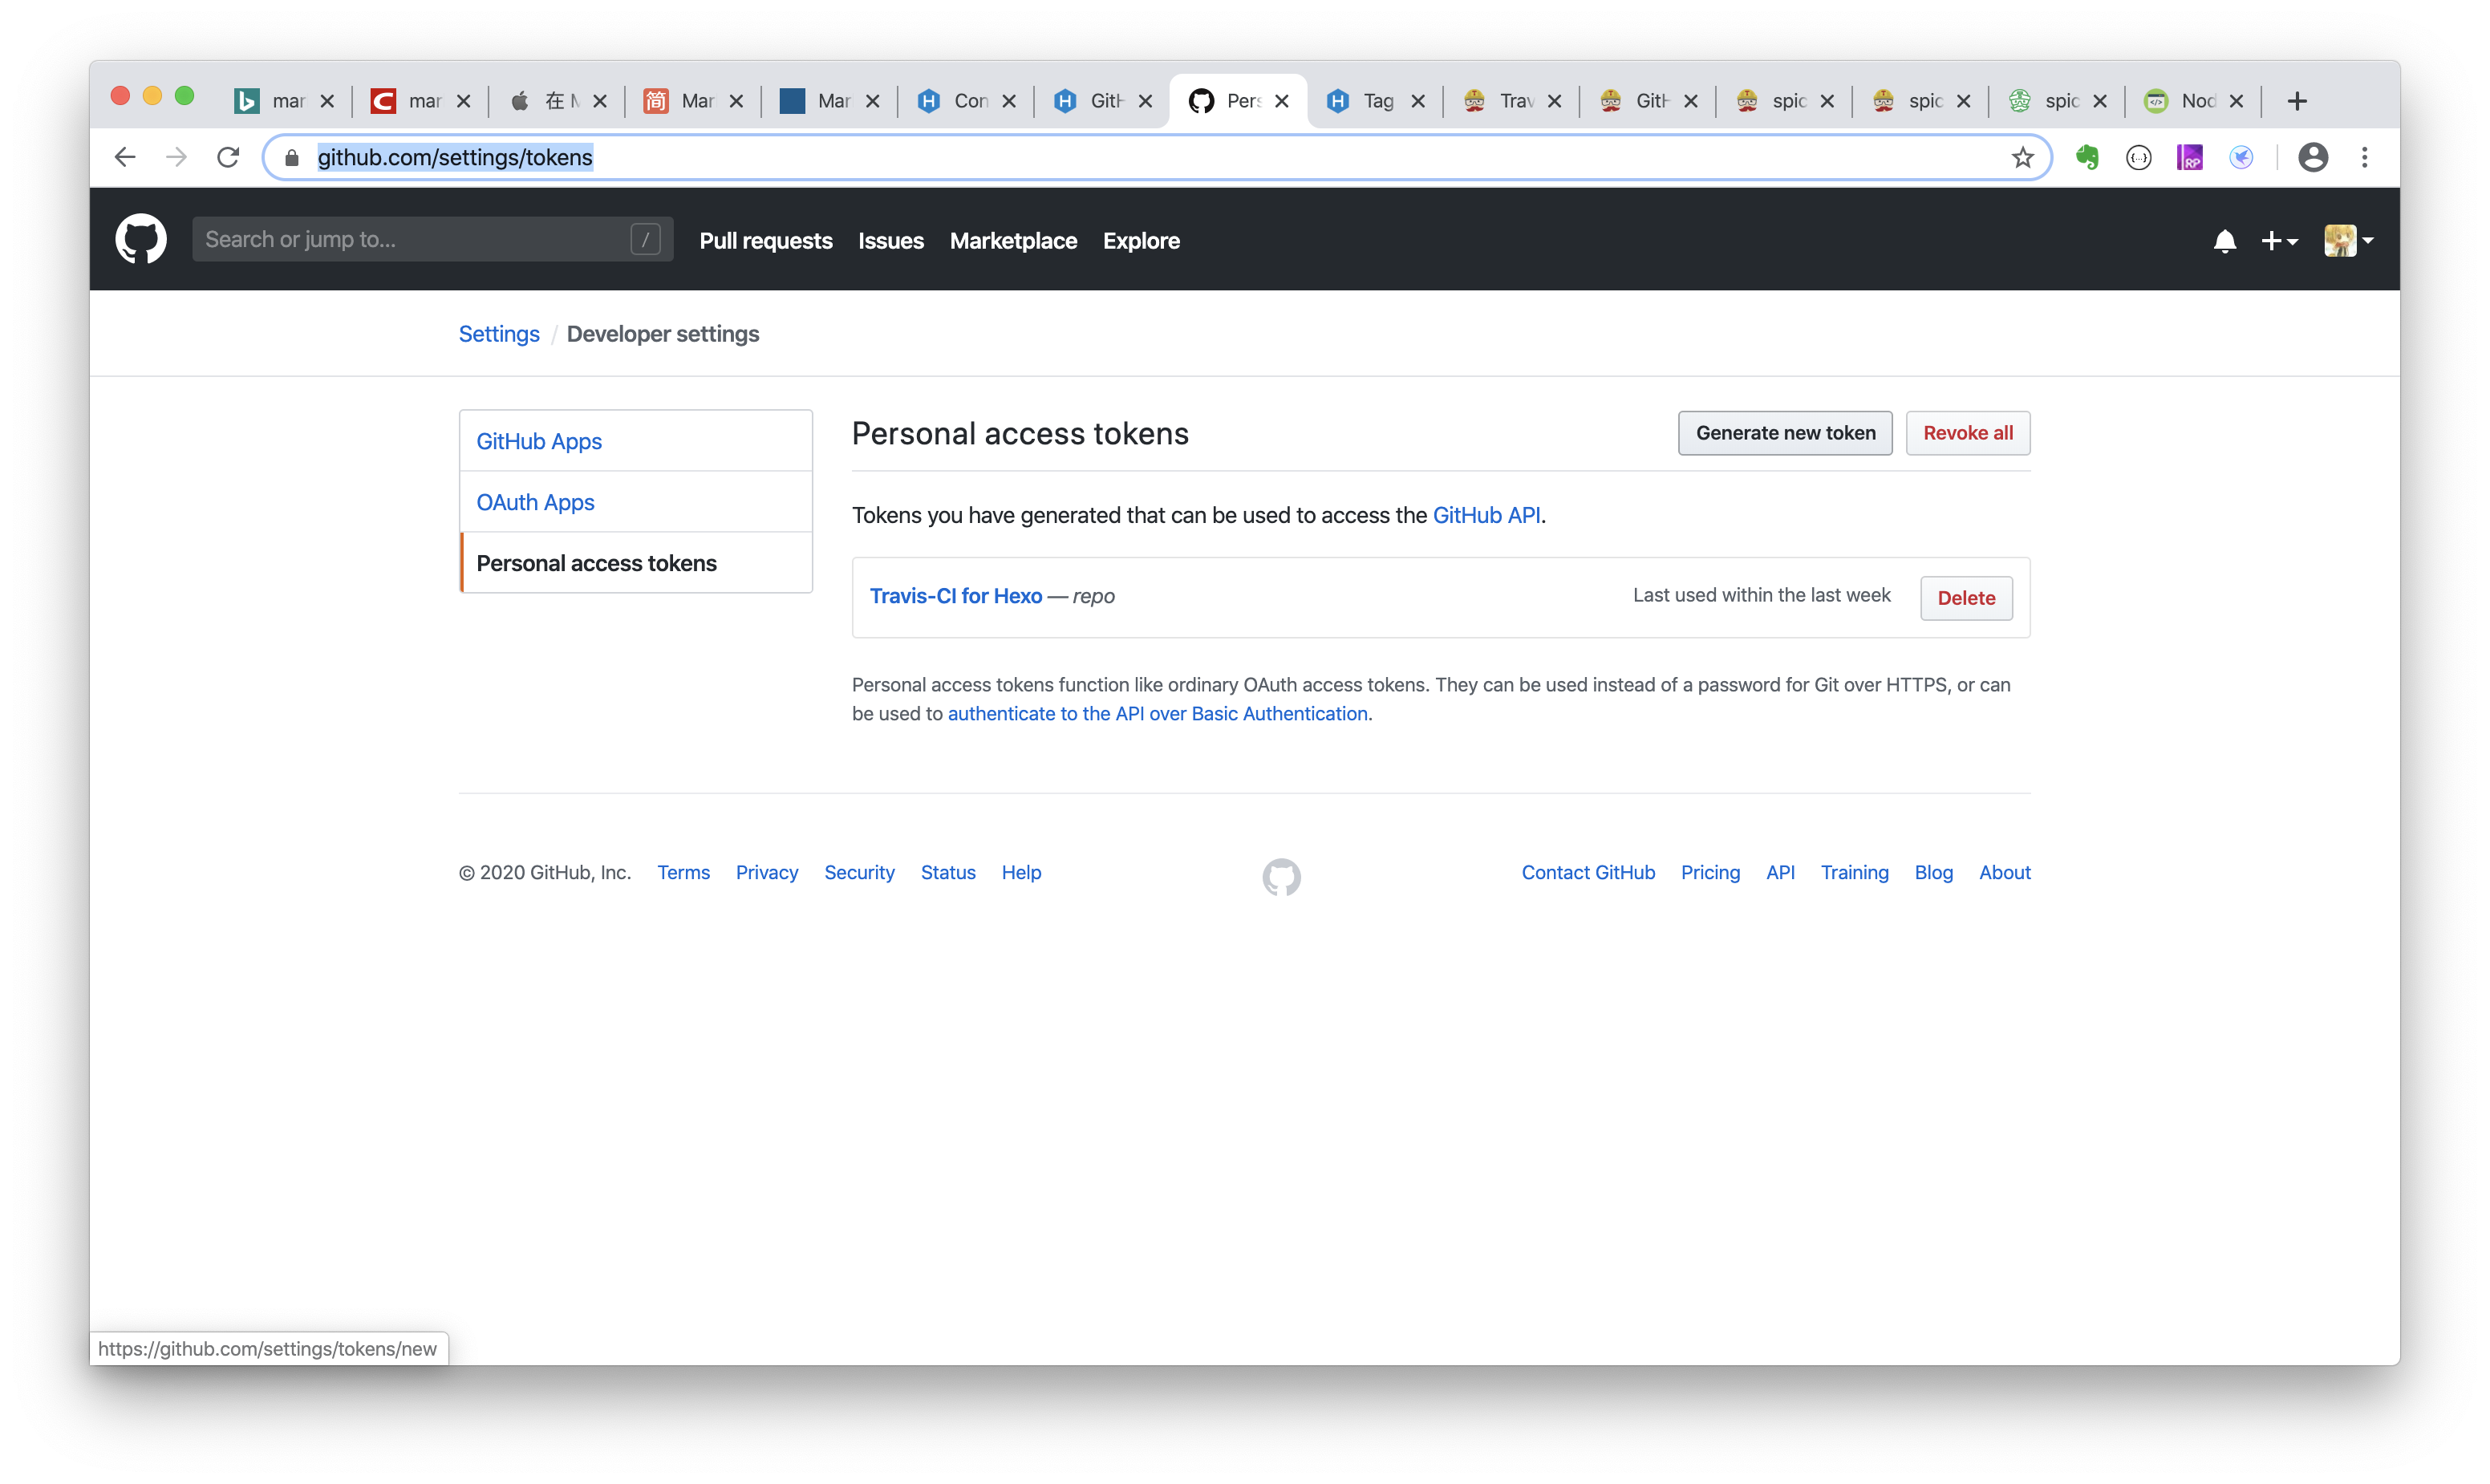 mar
mar
在 M
简 Mar
Mar
Con
GitH
Pers
Tag
Trav
GitH
spic
spic
spic
Nod
github.com/settings/tokens
RP
Search or jump to...
/
Pull requests Issues Marketplace Explore
Settings / Developer settings
GitHub Apps
OAuth Apps
Personal access tokens
Personal access tokens
Generate new token
Revoke all
Tokens you have generated that can be used to access the GitHub API.
Travis-CI for Hexo — repo
Last used within the last week
Delete
Personal access tokens function like ordinary OAuth access tokens. They can be used instead of a password for Git over HTTPS, or can
be used to authenticate to the API over Basic Authentication.
© 2020 GitHub, Inc. Terms Privacy Security Status Help
Contact GitHub Pricing API Training Blog About
https://github.com/settings/tokens/new